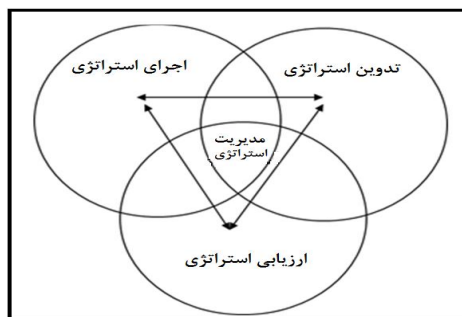 تدوین استراتژی
اجرای استراتژی
مدیریت
استراتژی
ارزیابی استراتژی